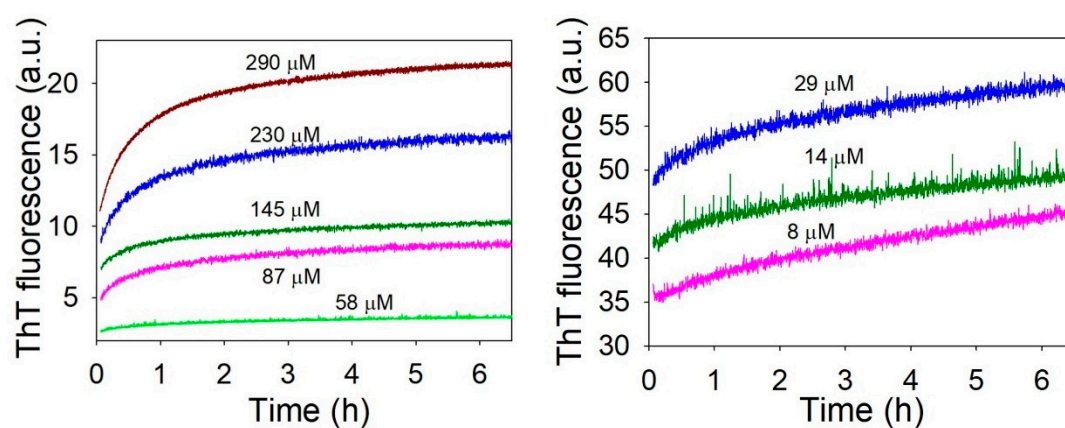 ThT fluorescence (a.u.)
20
15
10
5
290 μM
230 μM
145 μM
87 μM
58 μM
0 1 2 3 4 5 6
Time (h)
ThT fluorescence (a.u.)
65
60
55
50
45
40
35
30
29 μM
14 μM
8 μM
0 1 2 3 4 5 6
Time (h)